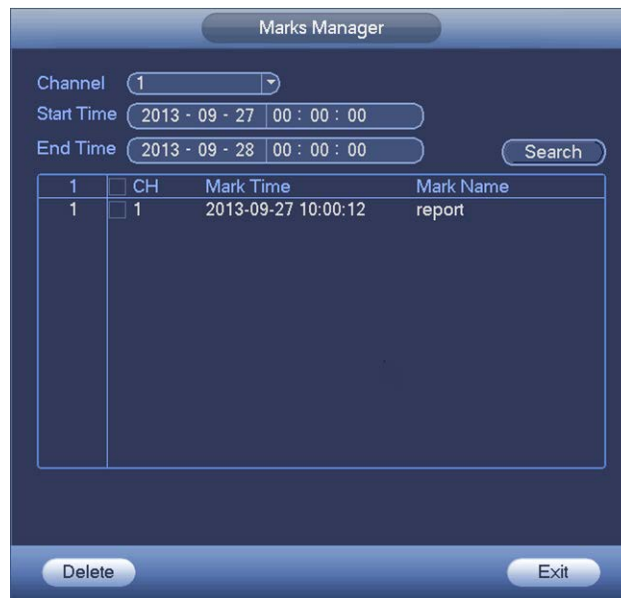 Marks Manager
Channel 1
Start Time 2013 - 09 - 27 00 : 00 : 00
End Time 2013 - 09 - 28 00 : 00 : 00 Search
1 CH Mark Time Mark Name
1 1 2013-09-27 10:00:12 report
Delete Exit